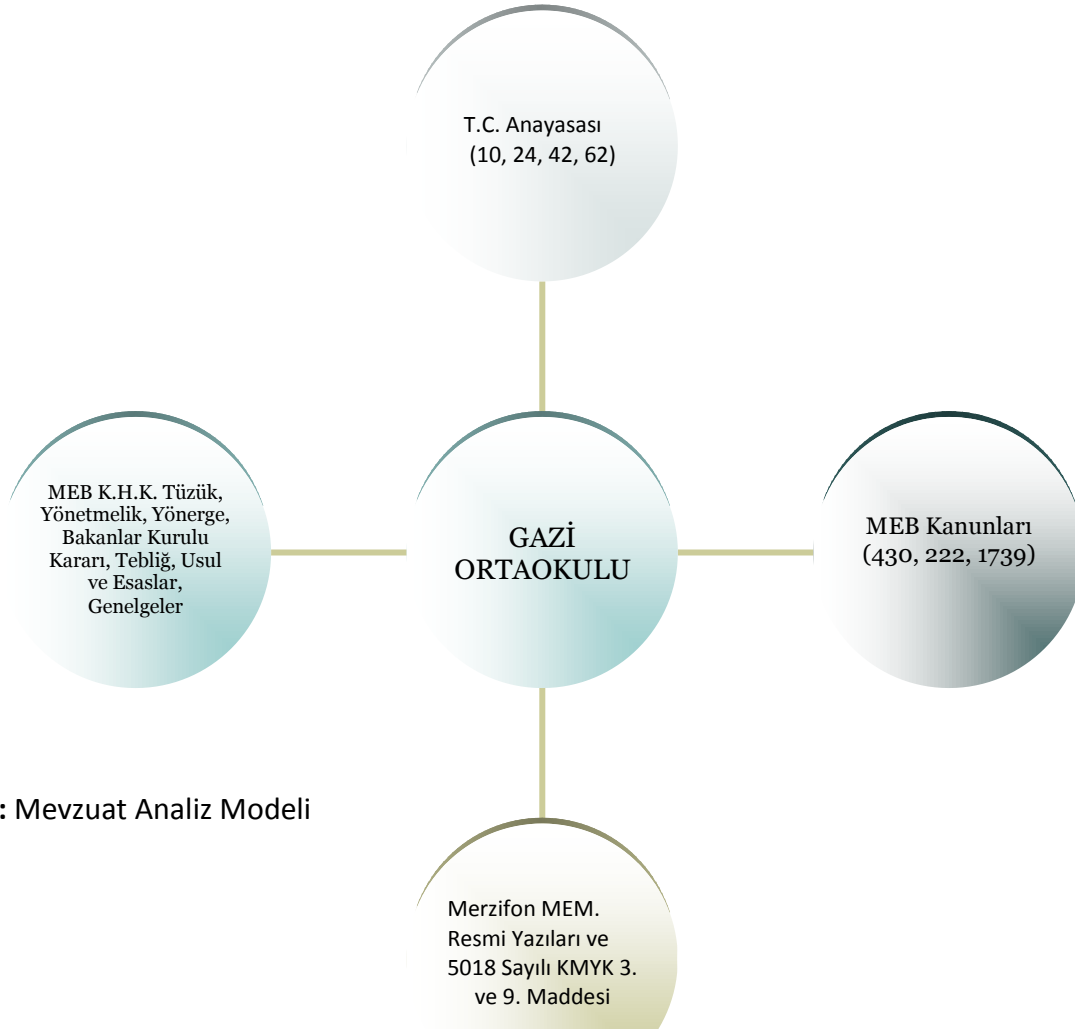 T.C. Anayasası
(10, 24, 42, 62)
MEB K.H.K. Tüzük,
Yönetmelik, Yönerge,
Bakanlar Kurulu
Kararı, Tebliğ, Usul
ve Esaslar,
Genelgeler
GAZİ
ORTAOKULU
MEB Kanunları
(430, 222, 1739)
: Mevzuat Analiz Modeli
Merzifon MEM.
Resmi Yazıları ve
5018 Sayılı KMYK 3.
ve 9. Maddesi